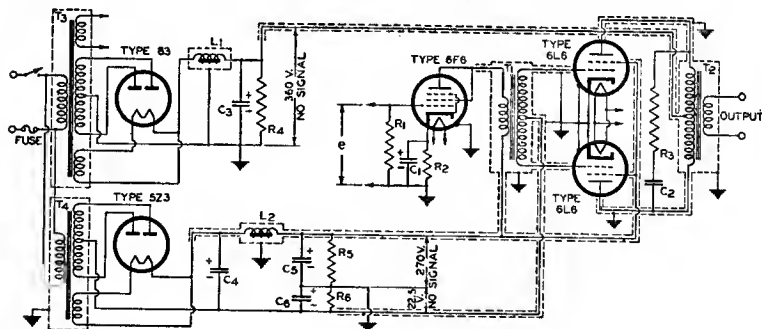 T3
TYPE 83
L1
C3
R4
360 V.
NO SIGNAL
FUSE
T4
TYPE 5Z3
L2
C4
C5
C6
R5
R6
22.5 V.
270 V.
NO SIGNAL
e
R1
C1
R2
TYPE 6F6
T1
TYPE
6L6
TYPE
6L6
R3
C2
T2
OUTPUT